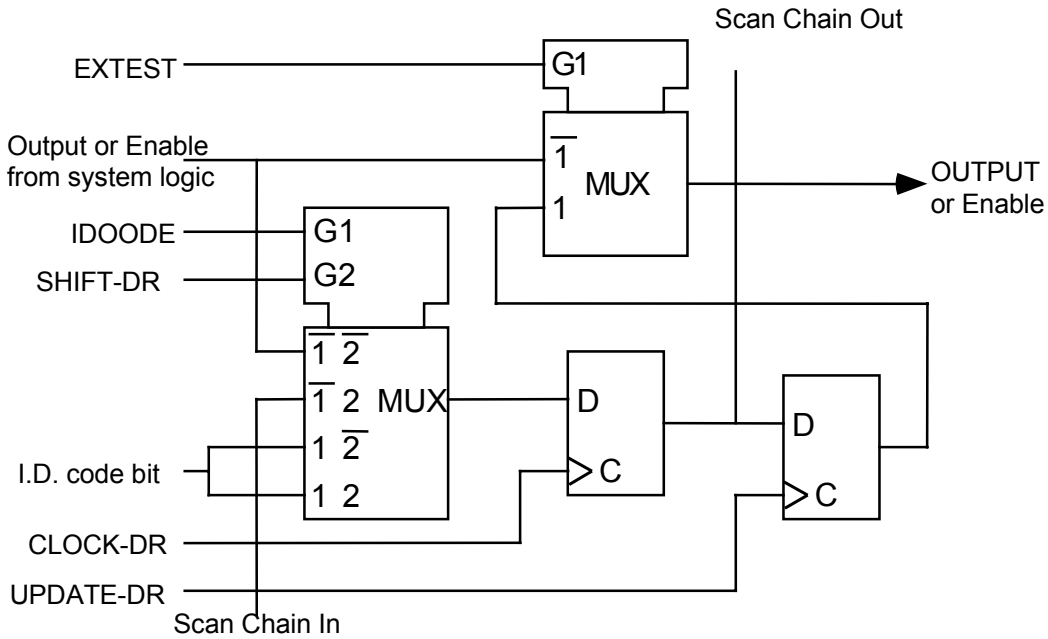 Scan Chain Out
EXTEST
G1
Output or Enable
from system logic
1
MUX
1
OUTPUT
or Enable
IDOODE
G1
SHIFT-DR
G2
1 2
1 2 MUX
1 2
1 2
D
C
D
C
I.D. code bit
CLOCK-DR
UPDATE-DR
Scan Chain In